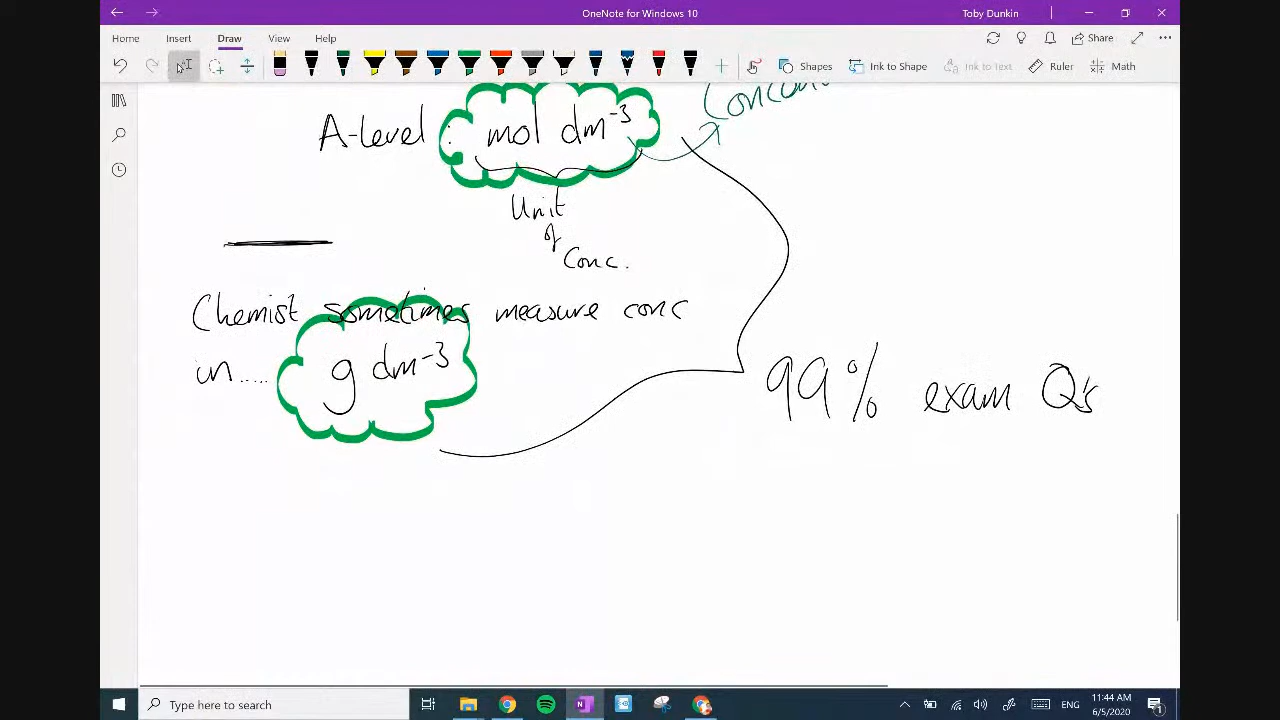 OneNote for Windows 10
Toby Dunkin
Home Insert Draw View Help
Share
Shapes Ink to Shape Ink to Text Ruler Math
A-Level : mol dm-3
Unit
of
Conc.
Chemist sometimes measure conc
in..... g dm-3
99% exam Q's
Type here to search
11:44 AM
6/5/2020
1